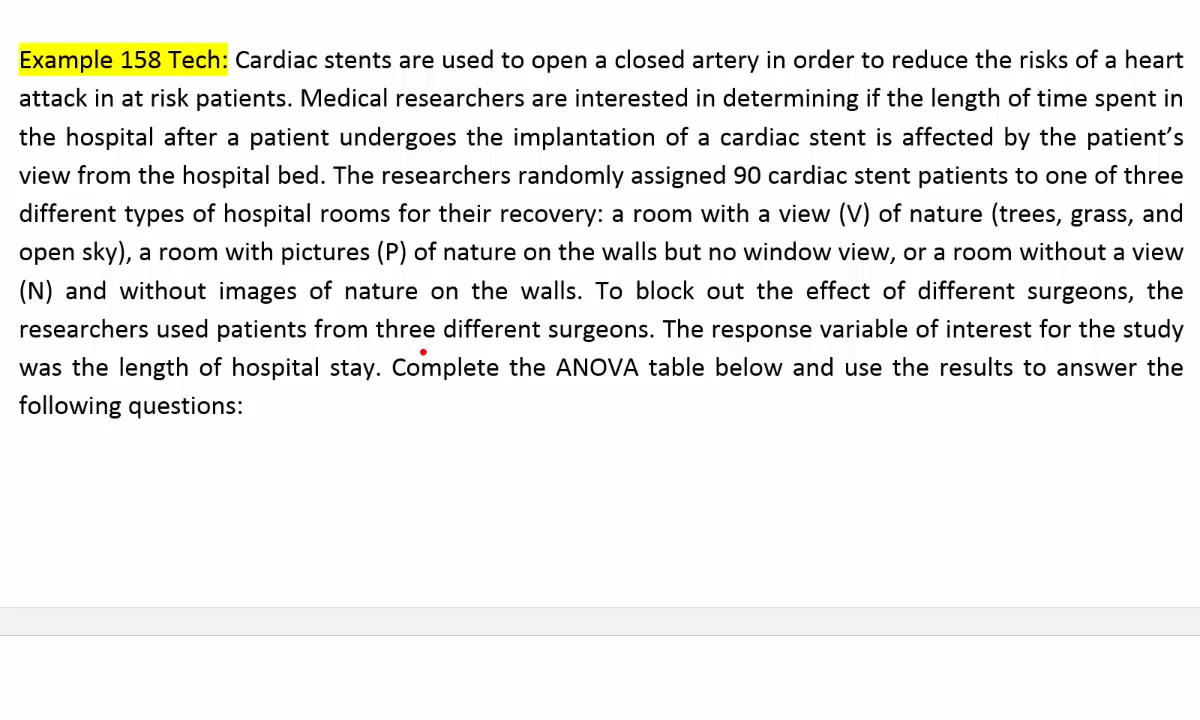 Example 158 Tech: Cardiac stents are used to open a closed artery in order to reduce the risks of a heart
attack in at risk patients. Medical researchers are interested in determining if the length of time spent in
the hospital after a patient undergoes the implantation of a cardiac stent is affected by the patient’s
view from the hospital bed. The researchers randomly assigned 90 cardiac stent patients to one of three
different types of hospital rooms for their recovery: a room with a view (V) of nature (trees, grass, and
open sky), a room with pictures (P) of nature on the walls but no window view, or a room without a view
(N) and without images of nature on the walls. To block out the effect of different surgeons, the
researchers used patients from three different surgeons. The response variable of interest for the study
was the length of hospital stay. Complete the ANOVA table below and use the results to answer the
following questions: